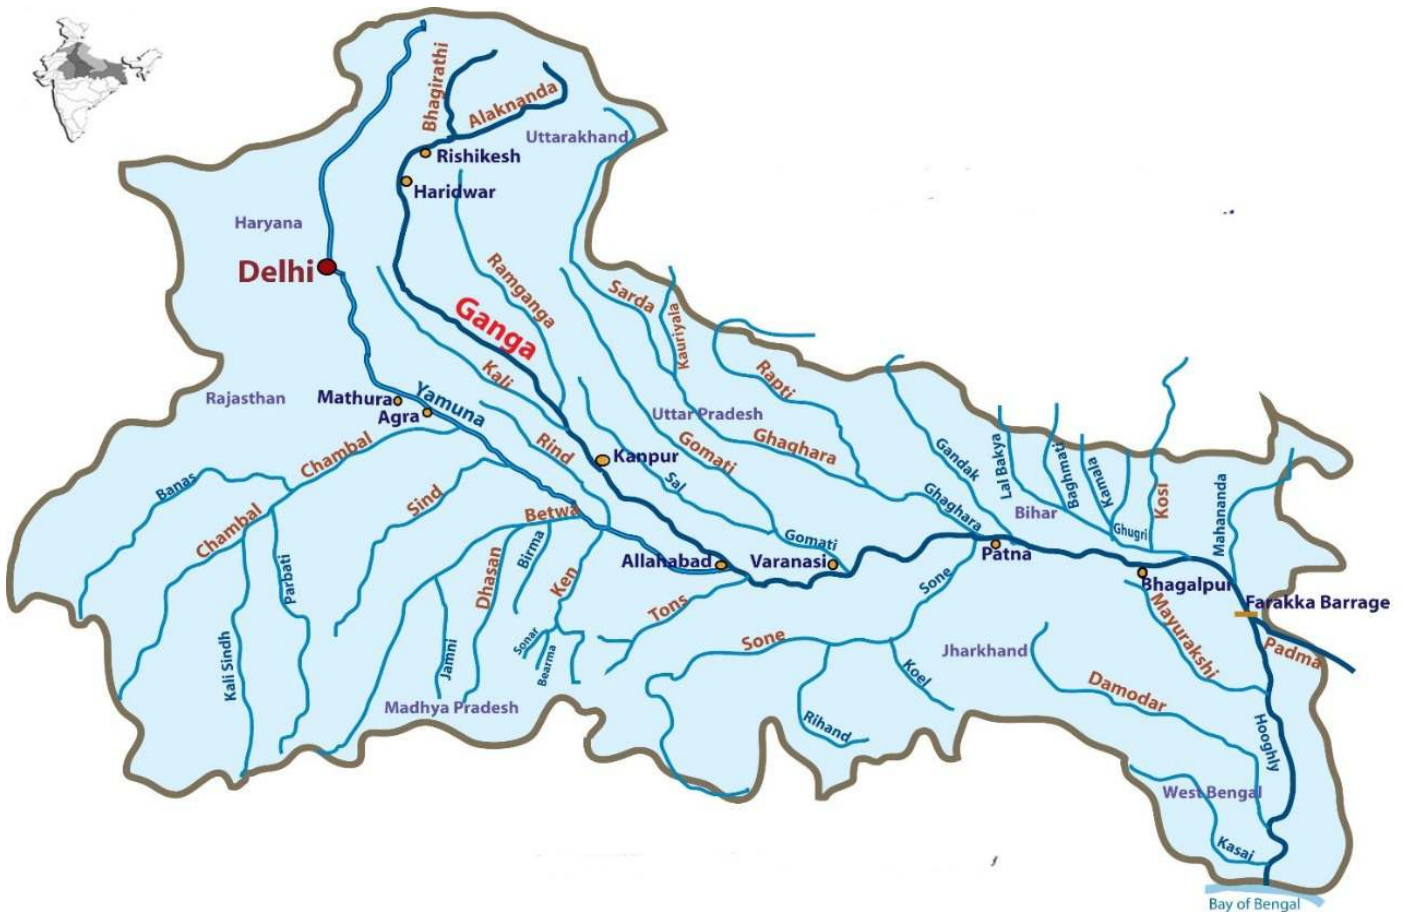 Bhagirathi
Alaknanda
Uttarakhand
Rishikesh
Haridwar
Haryana
Delhi
Ramganga
Sarda
Kauriyala
Ganga
Kali
Rapti
Rajasthan
Mathura
Agra
Yamuna
Uttar Pradesh
Chambal
Rind
Kanpur
Gomati
Ghaghara
Gandak
Lal Bakya
Baghmati
Kamala
Kosi
Mahananda
Banas
Sind
Sal
Ghaghara
Bihar
Ghugri
Chambal
Betwa
Gomati
Patna
Parbati
Birma
Dhasan
Ken
Allahabad
Varanasi
Sone
Bhagalpur
Farakka Barrage
Tons
Sone
Mayurakshi
Padma
Kali Sindh
Jamni
Sonar
Bearma
Koel
Jharkhand
Damodar
Madhya Pradesh
Rihand
Hooghly
West Bengal
Kasai
Bay of Bengal